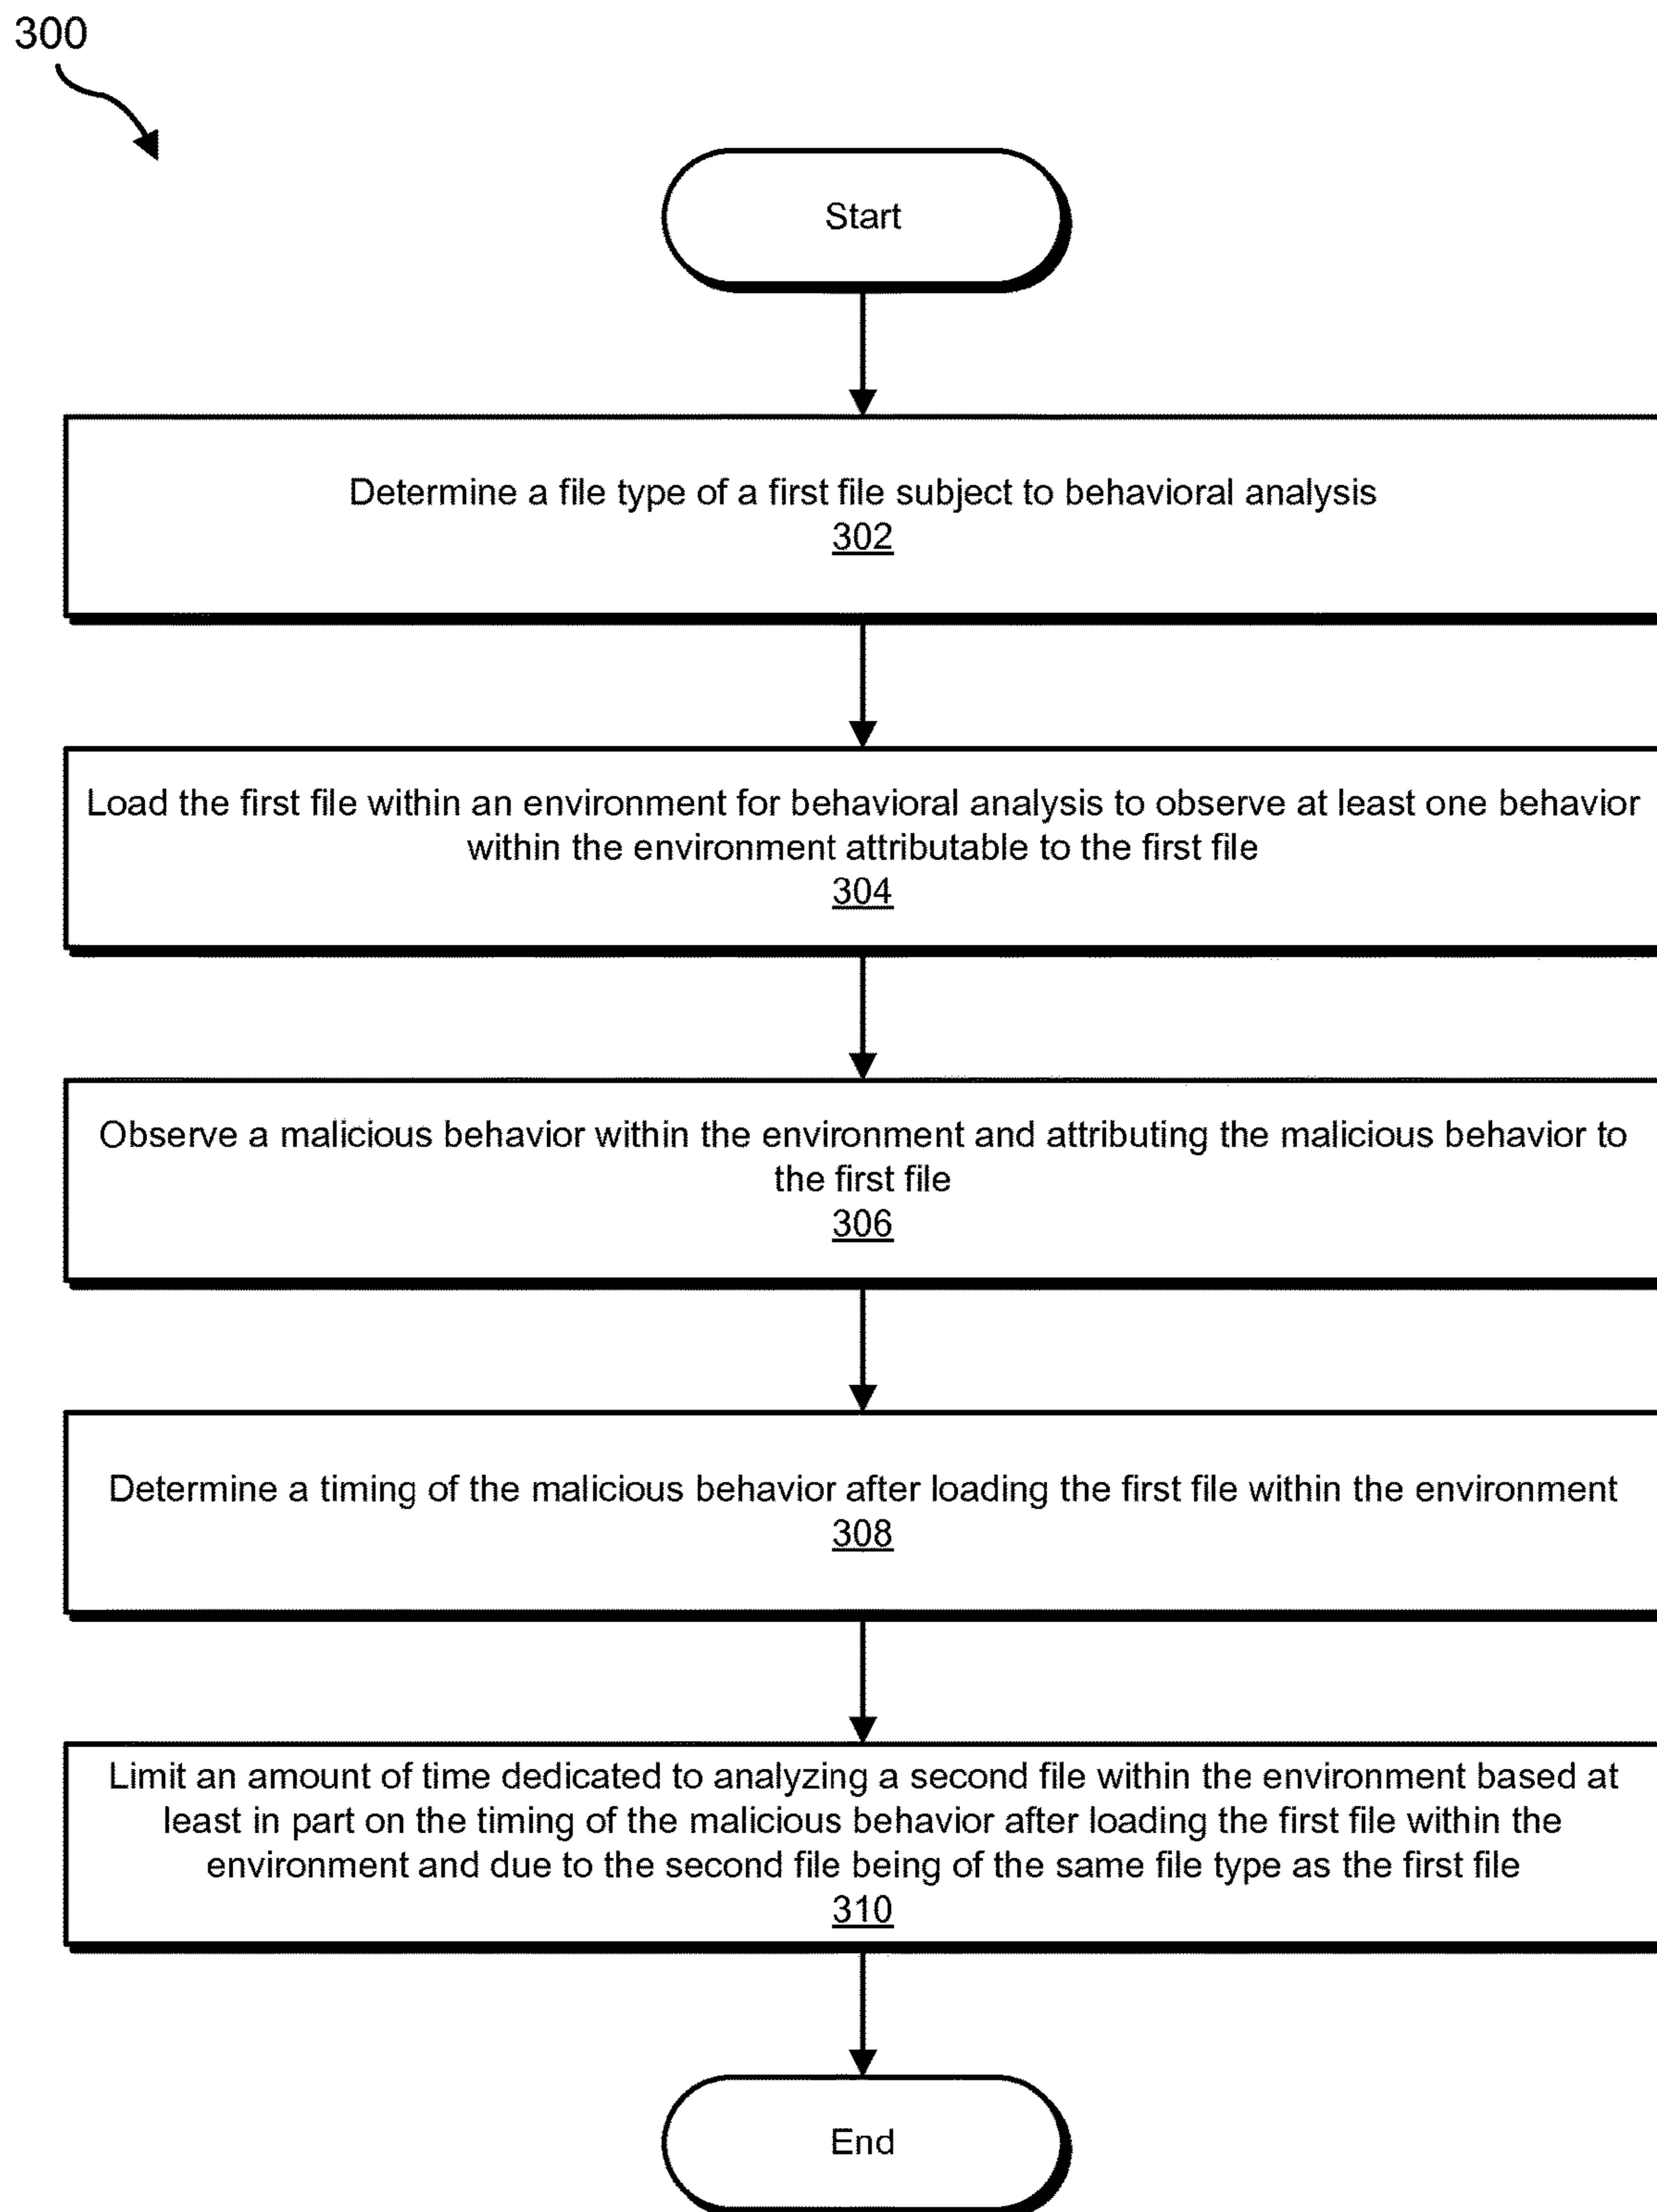 300
Start
Determine a file type of a first file subject to behavioral analysis
302
Load the first file within an environment for behavioral analysis to observe at least one behavior
within the environment attributable to the first file
304
Observe a malicious behavior within the environment and attributing the malicious behavior to
the first file
306
Determine a timing of the malicious behavior after loading the first file within the environment
308
Limit an amount of time dedicated to analyzing a second file within the environment based at
least in part on the timing of the malicious behavior after loading the first file within the
environment and due to the second file being of the same file type as the first file
310
End